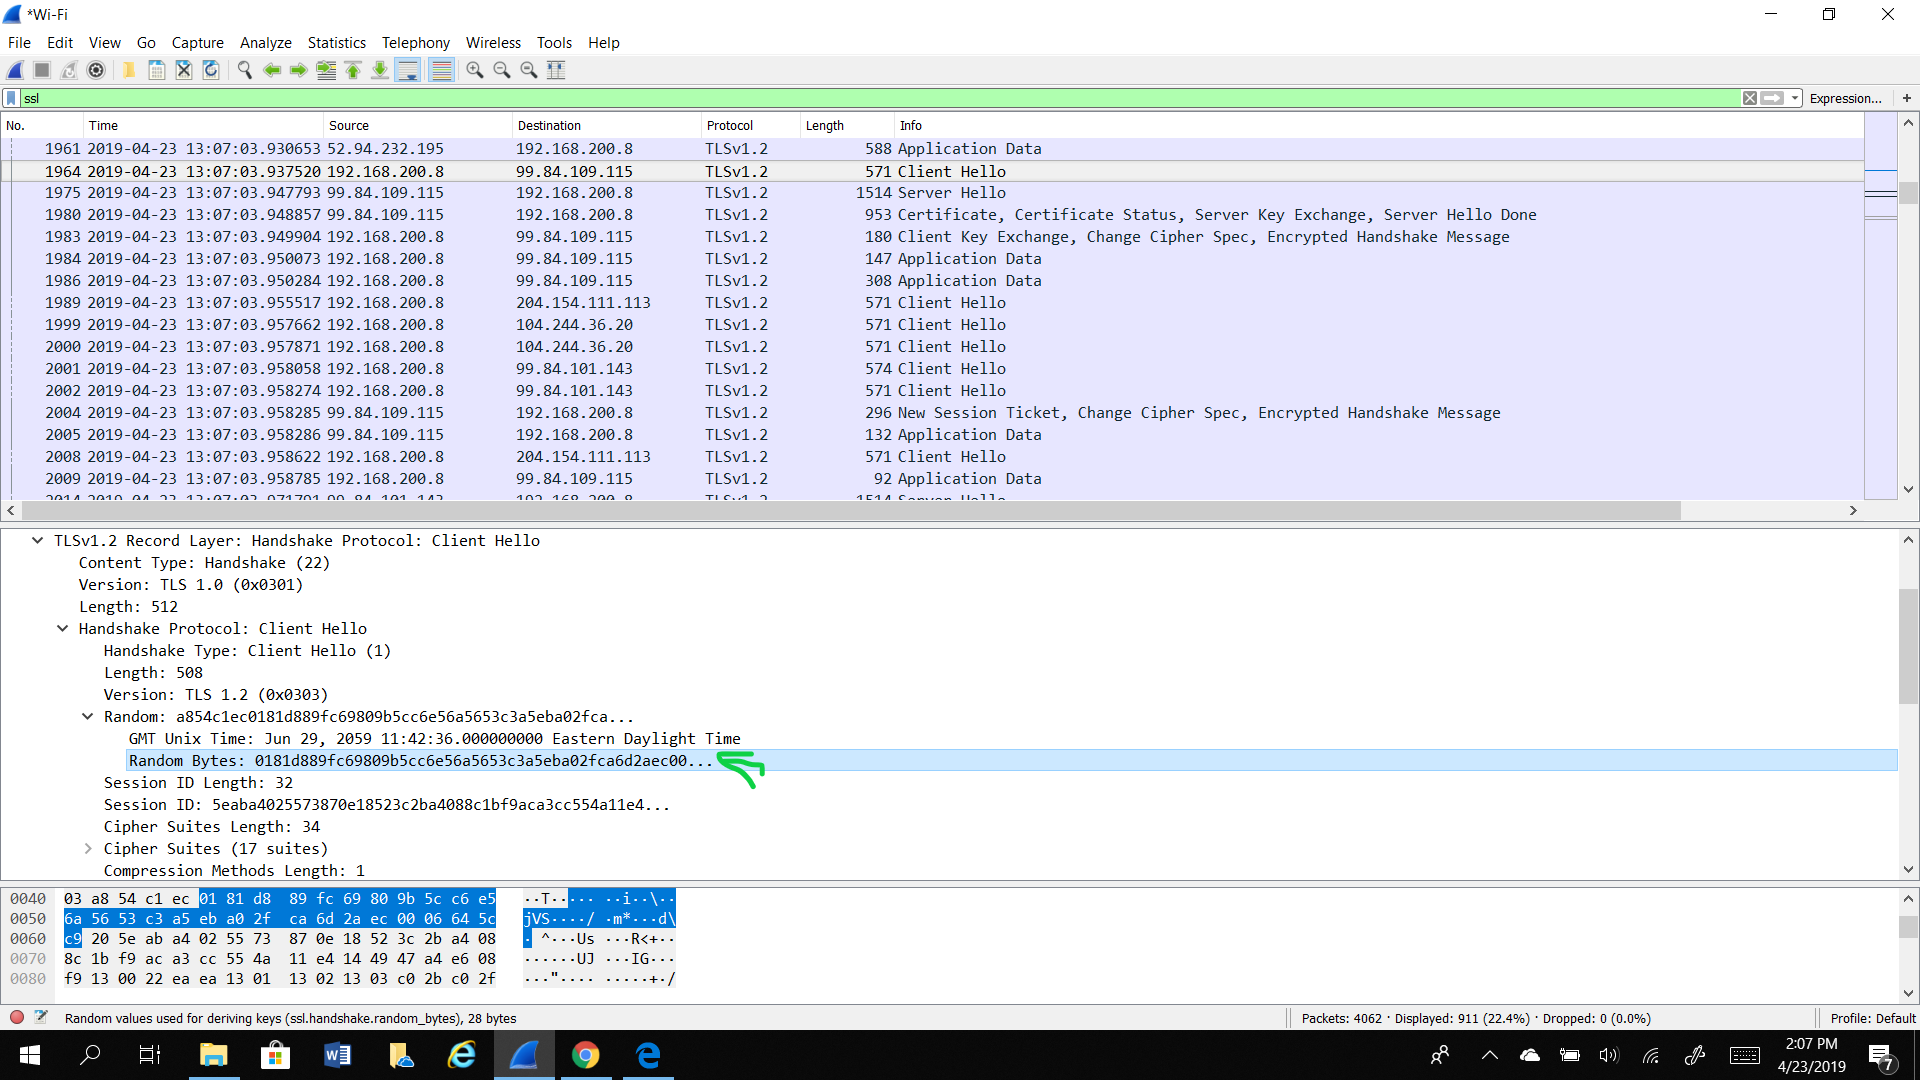 *Wi-Fi
File Edit View Go Capture Analyze Statistics Telephony Wireless Tools Help
ssl
Expression... +
No. Time Source Destination Protocol Length Info
1961 2019-04-23 13:07:03.930653 52.94.232.195 192.168.200.8 TLSv1.2 588 Application Data
1964 2019-04-23 13:07:03.937520 192.168.200.8 99.84.109.115 TLSv1.2 571 Client Hello
1975 2019-04-23 13:07:03.947793 99.84.109.115 192.168.200.8 TLSv1.2 1514 Server Hello
1980 2019-04-23 13:07:03.948857 99.84.109.115 192.168.200.8 TLSv1.2 953 Certificate, Certificate Status, Server Key Exchange, Server Hello Done
1983 2019-04-23 13:07:03.949904 192.168.200.8 99.84.109.115 TLSv1.2 180 Client Key Exchange, Change Cipher Spec, Encrypted Handshake Message
1984 2019-04-23 13:07:03.950073 192.168.200.8 99.84.109.115 TLSv1.2 147 Application Data
1986 2019-04-23 13:07:03.950284 192.168.200.8 99.84.109.115 TLSv1.2 308 Application Data
1989 2019-04-23 13:07:03.955517 192.168.200.8 204.154.111.113 TLSv1.2 571 Client Hello
1999 2019-04-23 13:07:03.957662 192.168.200.8 104.244.36.20 TLSv1.2 571 Client Hello
2000 2019-04-23 13:07:03.957871 192.168.200.8 104.244.36.20 TLSv1.2 571 Client Hello
2001 2019-04-23 13:07:03.958058 192.168.200.8 99.84.101.143 TLSv1.2 574 Client Hello
2002 2019-04-23 13:07:03.958274 192.168.200.8 99.84.101.143 TLSv1.2 571 Client Hello
2004 2019-04-23 13:07:03.958285 99.84.109.115 192.168.200.8 TLSv1.2 296 New Session Ticket, Change Cipher Spec, Encrypted Handshake Message
2005 2019-04-23 13:07:03.958286 99.84.109.115 192.168.200.8 TLSv1.2 132 Application Data
2008 2019-04-23 13:07:03.958622 192.168.200.8 204.154.111.113 TLSv1.2 571 Client Hello
2009 2019-04-23 13:07:03.958785 192.168.200.8 99.84.109.115 TLSv1.2 92 Application Data
TLSv1.2 Record Layer: Handshake Protocol: Client Hello
Content Type: Handshake (22)
Version: TLS 1.0 (0x0301)
Length: 512
Handshake Protocol: Client Hello
Handshake Type: Client Hello (1)
Length: 508
Version: TLS 1.2 (0x0303)
Random: a854c1ec0181d889fc69809b5cc6e56a5653c3a5eba02fca...
GMT Unix Time: Jun 29, 2059 11:42:36.000000000 Eastern Daylight Time
Random Bytes: 0181d889fc69809b5cc6e56a5653c3a5eba02fca6d2aec00...
Session ID Length: 32
Session ID: 5eaba4025573870e18523c2ba4088c1bf9aca3cc554a11e4...
Cipher Suites Length: 34
Cipher Suites (17 suites)
Compression Methods Length: 1
0040 03 a8 54 c1 ec 01 81 d8 89 fc 69 80 9b 5c c6 e5 ··T····· ··i··\··
0050 6a 56 53 c3 a5 eb a0 2f ca 6d 2a ec 00 06 64 5c jVS····/ ·m*···d\
0060 c9 20 5e ab a4 02 55 73 87 0e 18 52 3c 2b a4 08 · ^···Us ···R<+··
0070 8c 1b f9 ac a3 cc 55 4a 11 e4 14 49 47 a4 e6 08 ······UJ ···IG···
0080 f9 13 00 22 ea ea 13 01 13 02 13 03 c0 2b c0 2f ···"···· ·····+·/
Random values used for deriving keys (ssl.handshake.random_bytes), 28 bytes
Packets: 4062 · Displayed: 911 (22.4%) · Dropped: 0 (0.0%)
Profile: Default
2:07 PM
4/23/2019
7